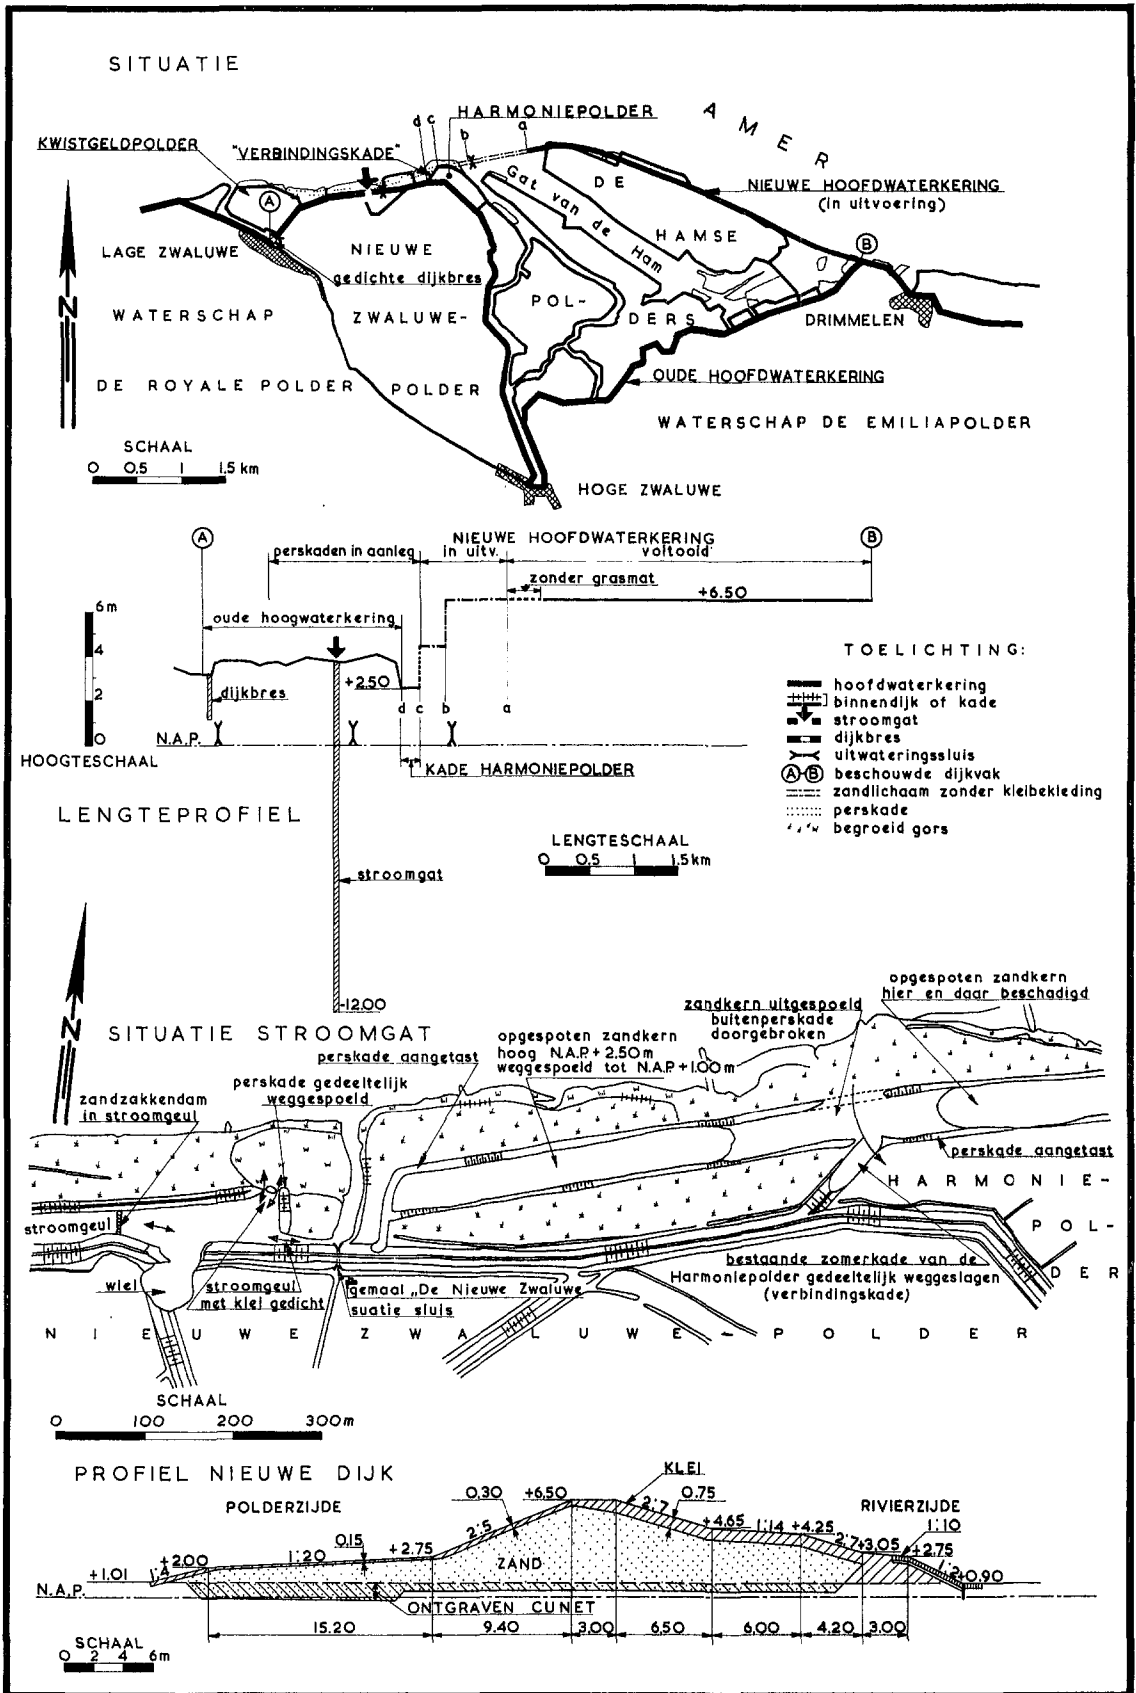 SITUATIE
AMER
HARMONIEPOLDER
d c b a
KWISTGELDPOLDER
"VERBINDINGSKADE"
DE
NIEUWE HOOFDWATERKERING
(in uitvoering)
Gat van de Ham
A
HAMSE
B
LAGE ZWALUWE
NIEUWE
gedichte dijkbres
N
POL-
WATERSCHAP
ZWALUWE-
DERS
DRIMMELEN
DE ROYALE POLDER
POLDER
OUDE HOOFDWATERKERING
WATERSCHAP DE EMILIAPOLDER
SCHAAL
0 0.5 1 1.5 km
HOGE ZWALUWE
A
NIEUWE HOOFDWATERKERING
B
perskaden in aanleg
in uitv.
voltooid
zonder grasmat
+6.50
6m
4
2
0
oude hoogwaterkering
+2.50
dijkbres
d c b a
N.A.P.
HOOGTESCHAAL
KADE HARMONIEPOLDER
TOELICHTING:
hoofdwaterkering
binnendijk of kade
stroomgat
dijkbres
uitwateringssluis
A-B beschouwde dijkvak
zandlichaam zonder kleibekleding
perskade
begroeid gors
LENGTEPROFIEL
LENGTESCHAAL
0 0.5 1 1.5km
stroomgat
-12.00
N
SITUATIE STROOMGAT
opgespoten zandkern
hier en daar beschadigd
zandkern uitgespoeld
buitenperskade
doorgebroken
opgespoten zandkern
hoog N.A.P.+2,50m
weggespoeld tot N.A.P.+1.00m
perskade aangetast
perskade gedeeltelijk
weggespoeld
zandzakkendam
in stroomgeul
perskade aangetast
HARMONIE-
POL-
DER
stroomgeul
wiel
stroomgeul
met klei gedicht
gemaal „De Nieuwe Zwaluwe
suatie sluis
bestaande zomerkade van de
Harmoniepolder gedeeltelijk weggeslagen
(verbindingskade)
NIEUWE ZWALUWE-POLDER
SCHAAL
0 100 200 300m
PROFIEL NIEUWE DIJK
KLEI
POLDERZIJDE
0.30
+6.50
2:7
0.75
RIVIERZIJDE
+4.65 1:14 +4.25
1:10
2:5
2:7
+3.05
+2.75
0.15
+2.00
1:20
+2.75
ZAND
+1.01
1:4
1:2
+0.90
N.A.P.
ONTGRAVEN CUNET
15.20 9.40 3.00 6,50 6,00 4,20 3.00
SCHAAL
0 2 4 6m